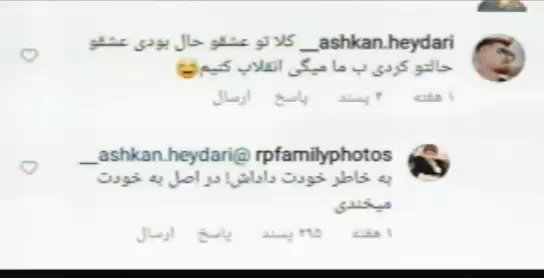 ashkan.heydari__ کلا تو عشقو حال بودی عشقو
حالتو کردی ب ما میگی انقلاب کنیم😄
۱ هفته ۴ پسند پاسخ ارسال
rpfamilyphotos @ashkan.heydari__
به خاطر خودت داداش! در اصل به خودت
میخندی
۱ هفته ۲۹۵ پسند پاسخ ارسال